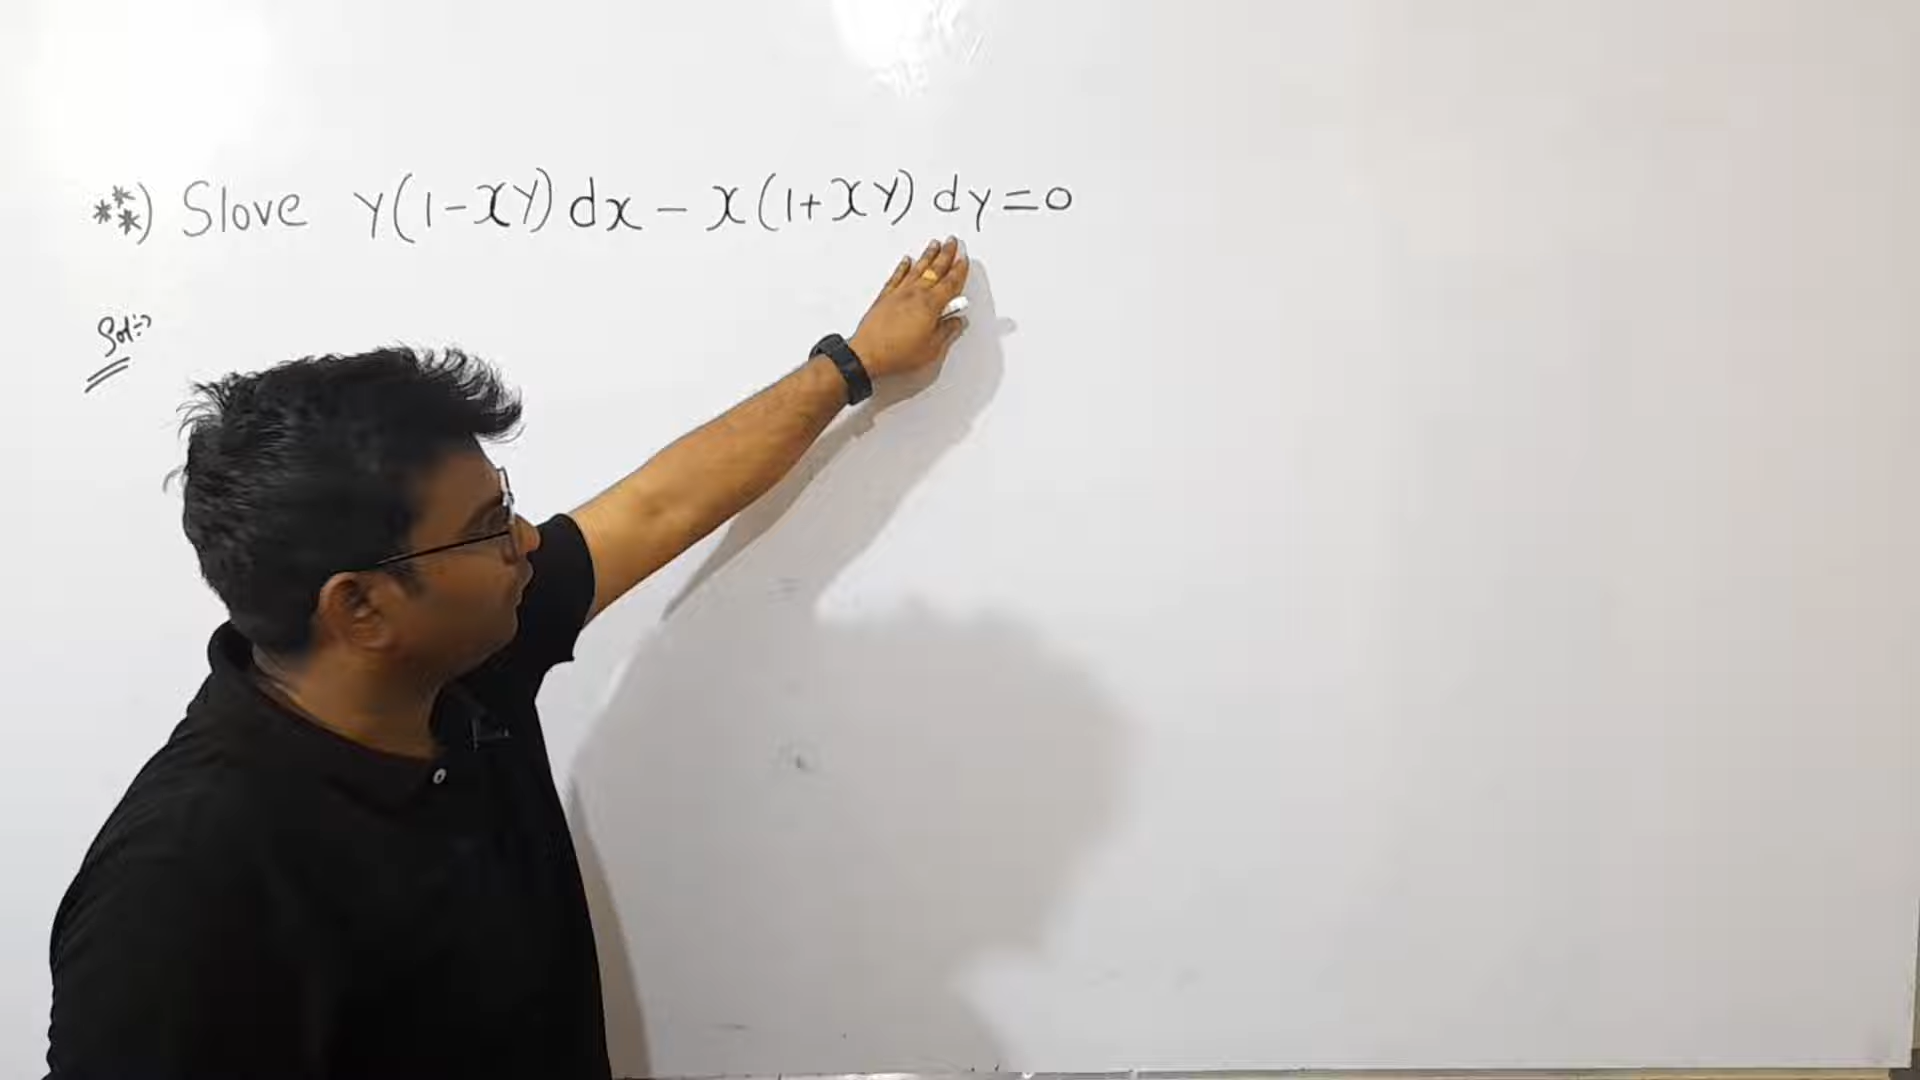 **) Slove y(1-xy)dx - x(1+xy)dy=0
Sol:-